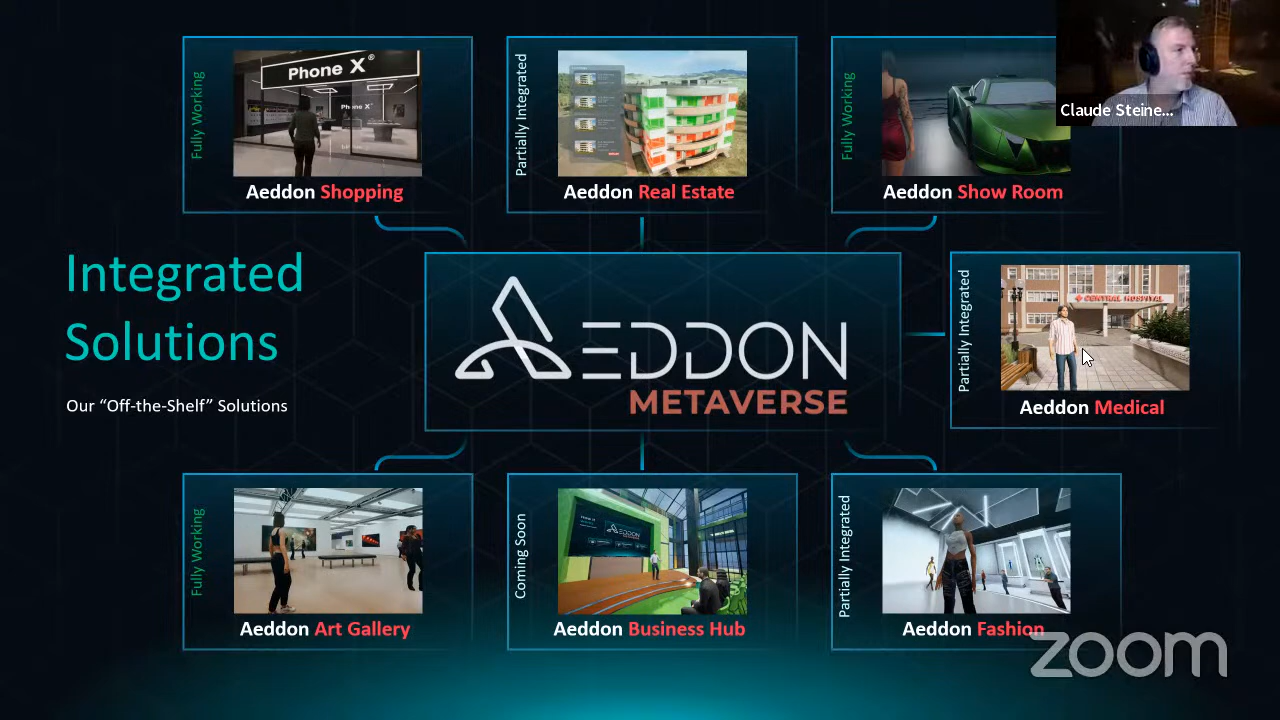 Fully Working
Phone X®
Phone X
Aeddon Shopping
Partially Integrated
Aeddon Real Estate
Fully Working
Aeddon Show Room
Claude Steine...
Integrated
Solutions
Our “Off-the-Shelf” Solutions
AEDDON
METAVERSE
Partially Integrated
CENTRAL HOSPITAL
Aeddon Medical
Fully Working
Aeddon Art Gallery
Coming Soon
AEDDON
Aeddon Business Hub
Partially Integrated
Aeddon Fashion
zoom